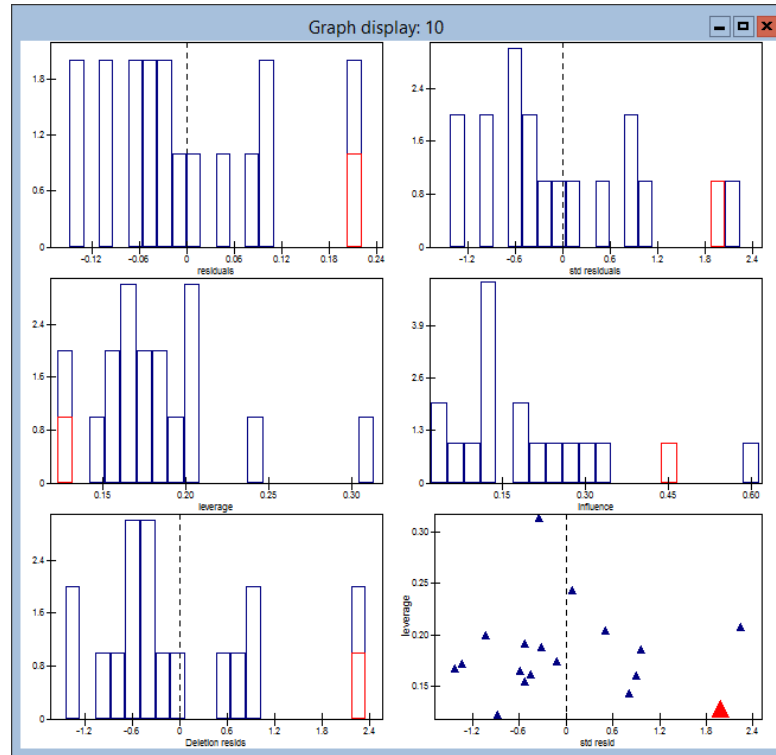 Graph display: 10
1.8
1.2
0.6
0
-0.12 -0.06 0 0.06 0.12 0.18 0.24
residuals
2.4
1.6
0.8
0
-1.2 -0.6 0 0.6 1.2 1.8 2.4
std residuals
2.4
1.6
0.8
0
0.15 0.20 0.25 0.30
leverage
3.9
2.6
1.3
0
0.15 0.30 0.45 0.60
influence
2.4
1.6
0.8
0
-1.2 -0.6 0 0.6 1.2 1.8 2.4
Deletion resids
leverage
0.30
0.25
0.20
0.15
-1.2 -0.6 0 0.6 1.2 1.8 2.4
std resid